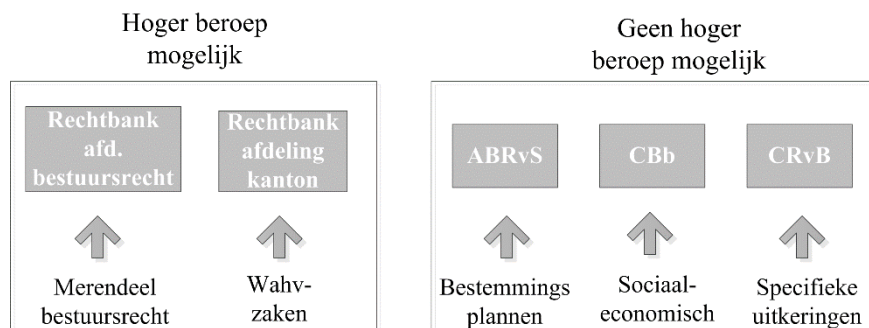 Hoger beroep
mogelijk
Geen hoger
beroep mogelijk
Rechtbank
afd.
bestuursrecht
Rechtbank
afdeling
kanton
ABRvS
CBb
CRvB
Merendeel
bestuursrecht
Wahv-
zaken
Bestemmings
plannen
Sociaal-
economisch
Specifieke
uitkeringen